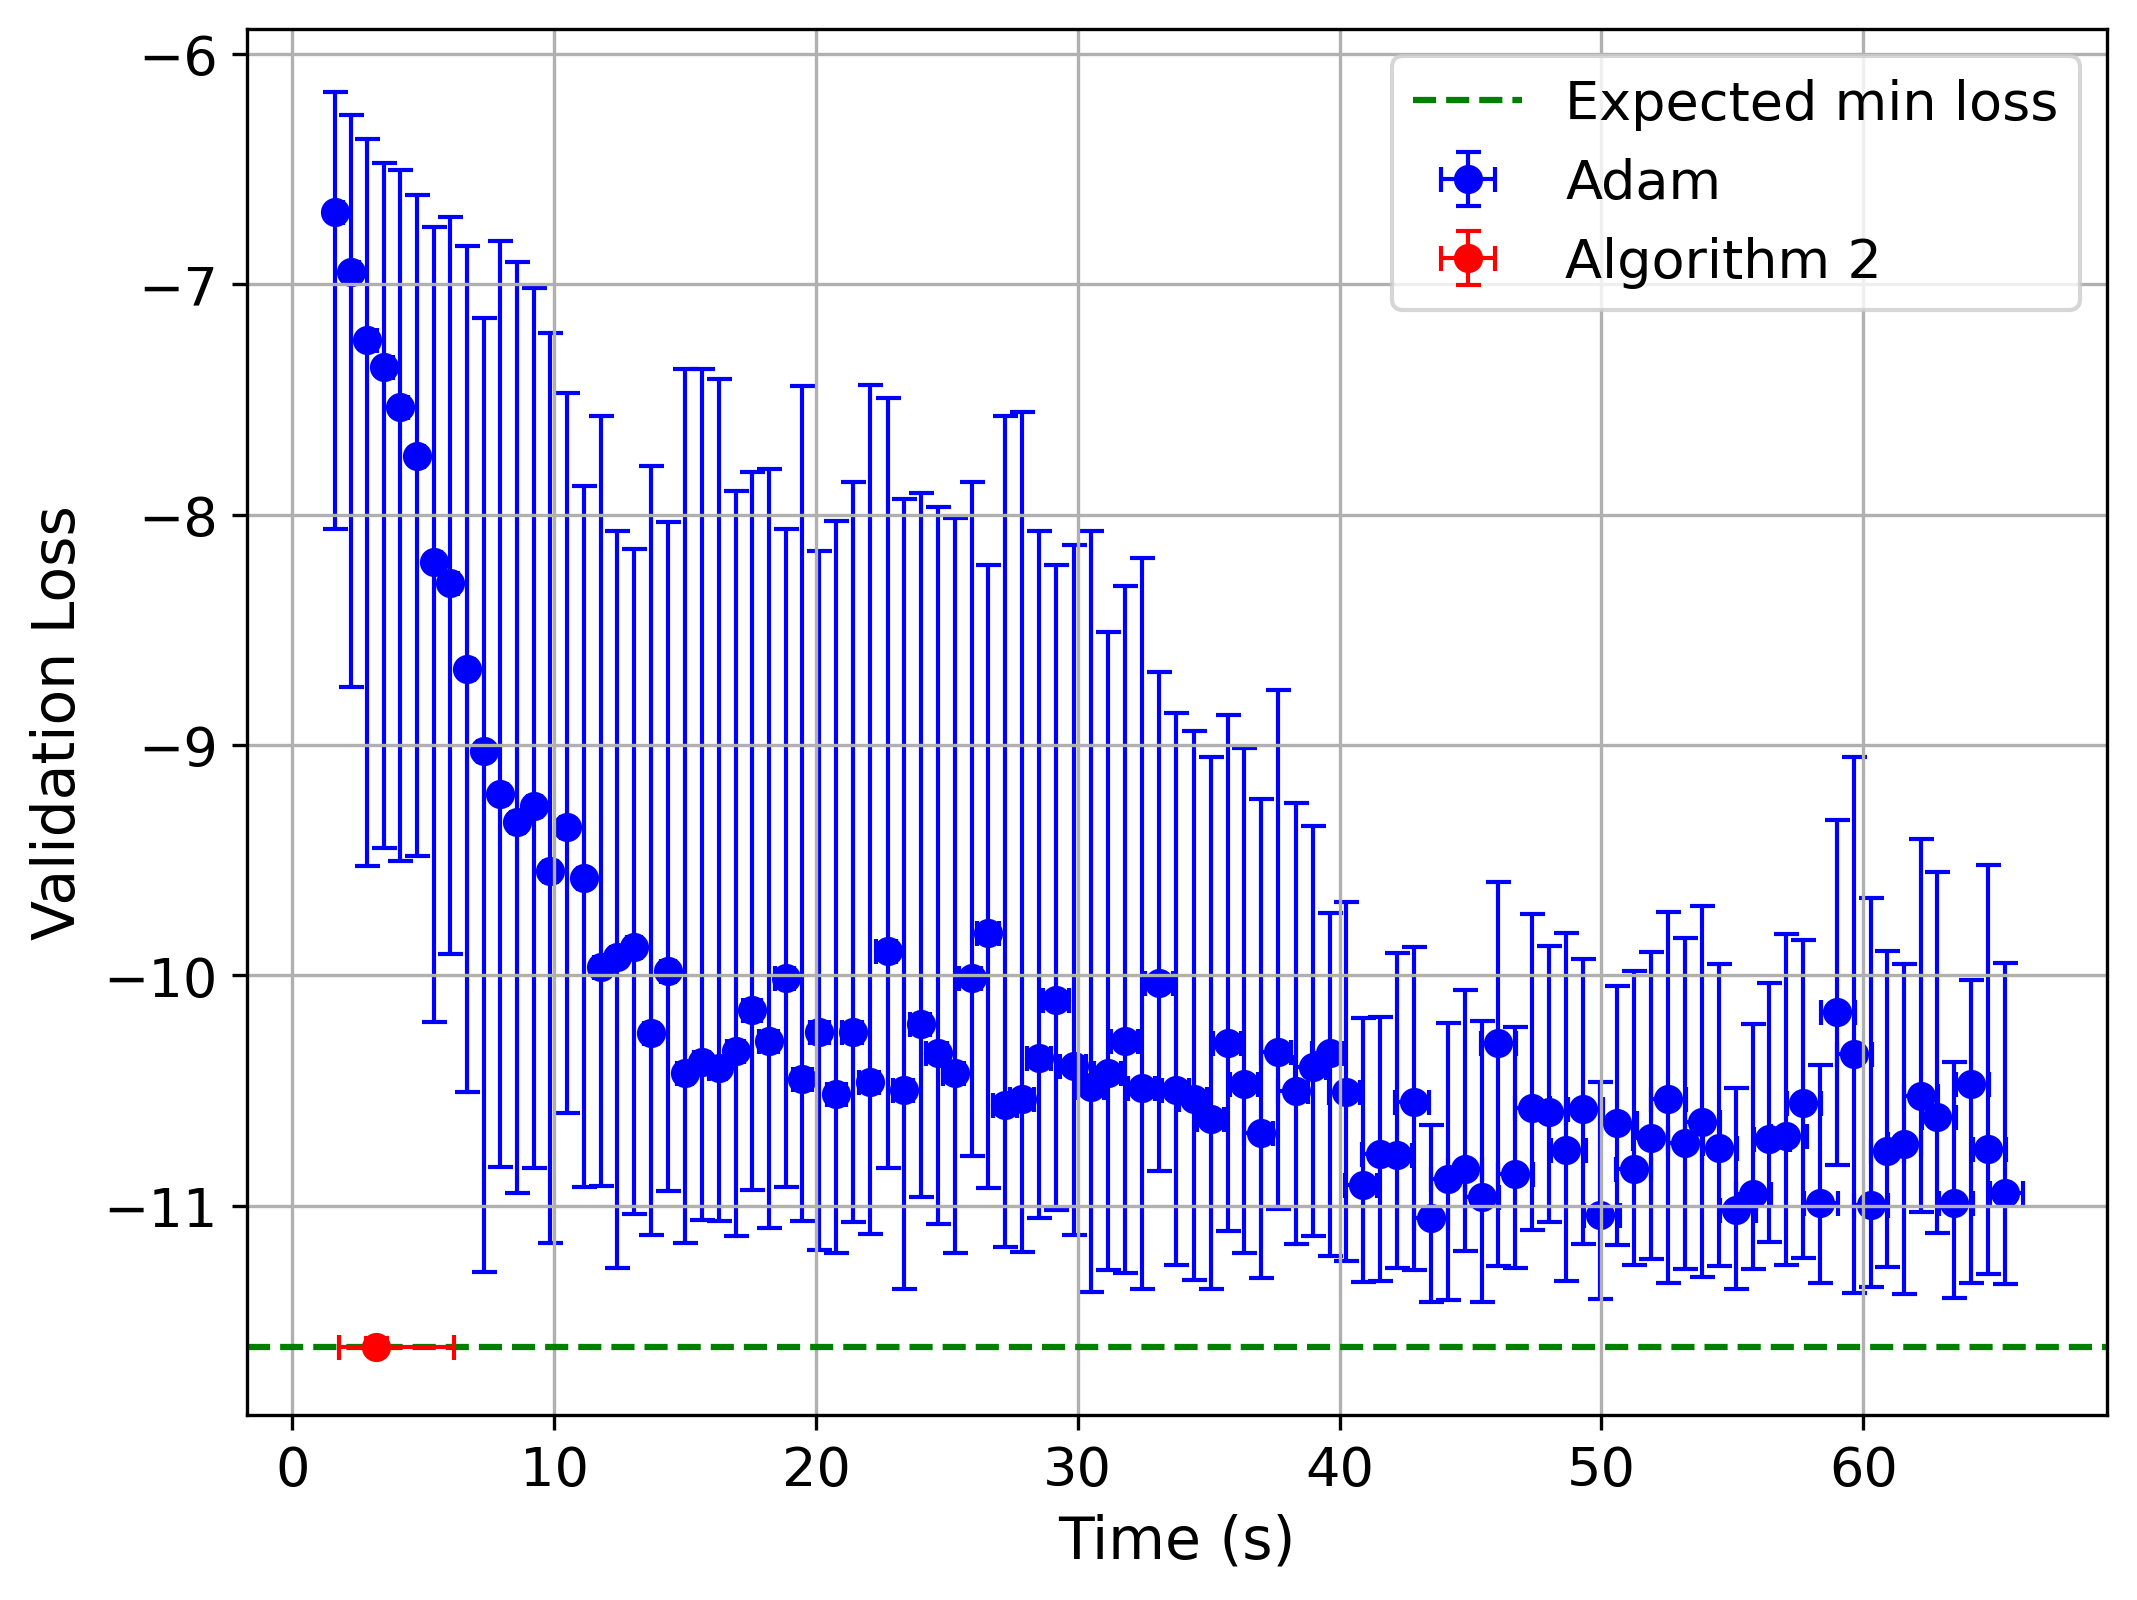 −6
−7
−8
−9
−10
−11
Validation Loss
Expected min loss
Adam
Algorithm 2
0 10 20 30 40 50 60
Time (s)